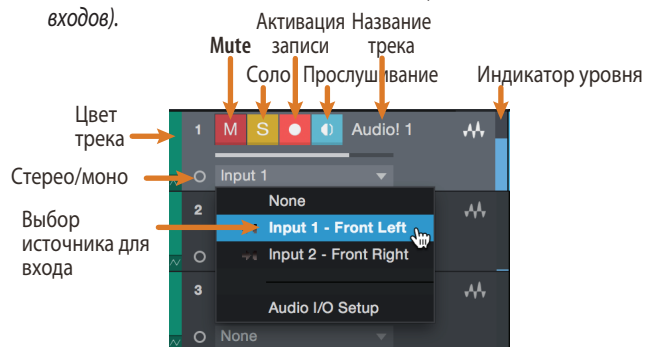 входов).
Активация Название
Mute записи трека
Соло Прослушивание Индикатор уровня
Цвет
трека
1 M S Audio! 1
Стерео/моно
Input 1
None
2
Выбор
источника для
входа
Input 1 - Front Left
Input 2 - Front Right
3
Audio I/O Setup
None